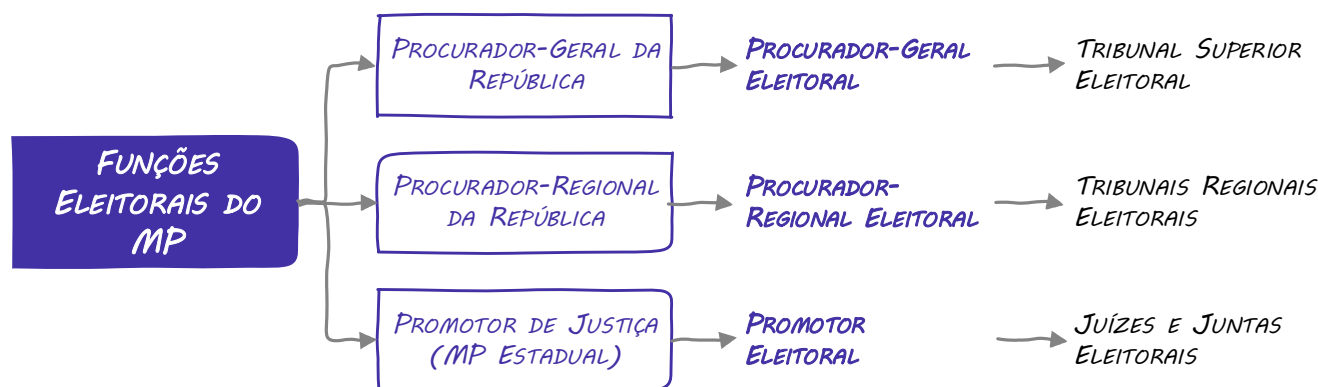 Funções
Eleitorais do
MP
Procurador-Geral da
República
Procurador-Geral
Eleitoral
Tribunal Superior
Eleitoral
Procurador-Regional
da República
Procurador-
Regional Eleitoral
Tribunais Regionais
Eleitorais
Promotor de Justiça
(MP Estadual)
Promotor
Eleitoral
Juízes e Juntas
Eleitorais